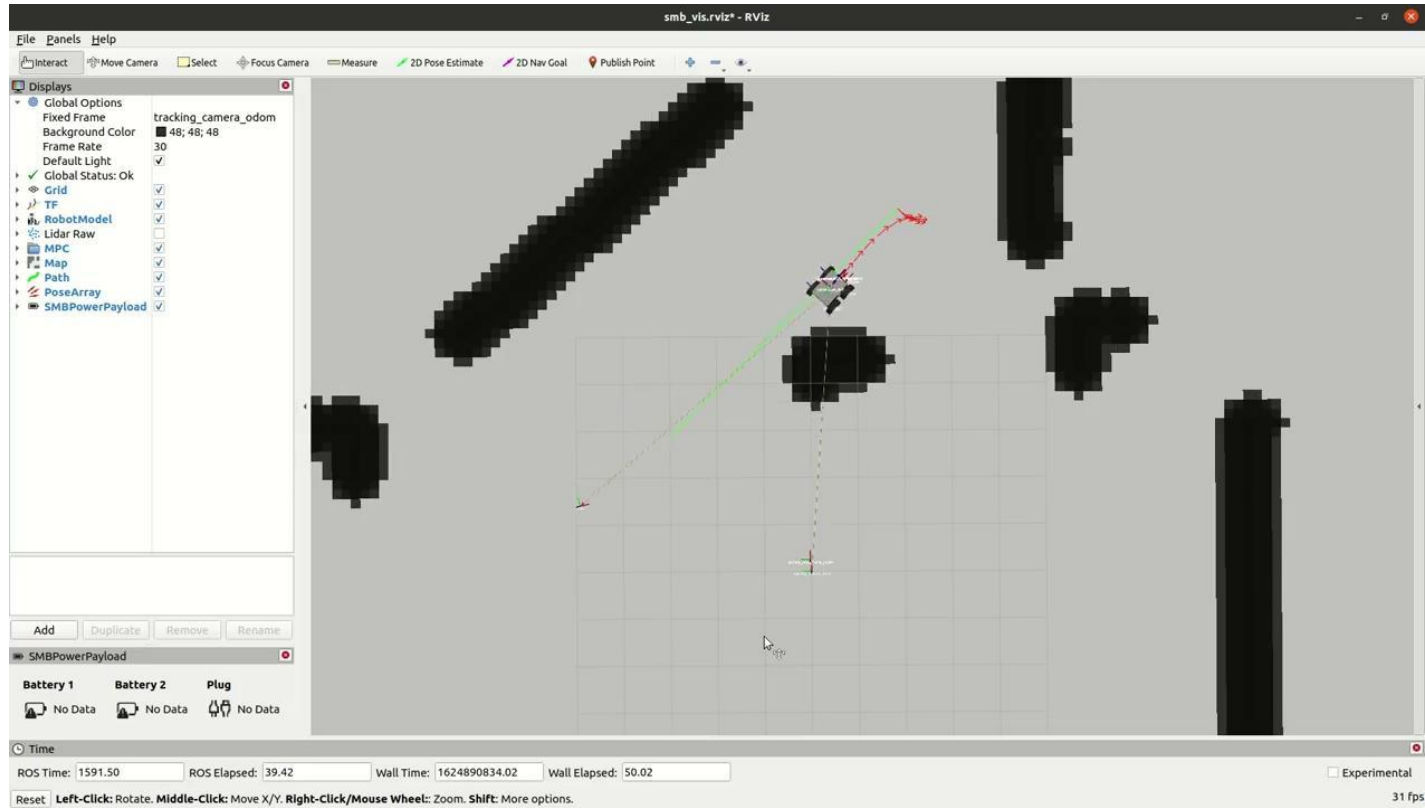 smb_vis.rviz* - RViz
File Panels Help
Interact Move Camera Select Focus Camera Measure 2D Pose Estimate 2D Nav Goal Publish Point
Displays
Global Options
Fixed Frame tracking_camera_odom
Background Color 48; 48; 48
Frame Rate 30
Default Light
Global Status: Ok
Grid
TF
RobotModel
Lidar Raw
MPC
Map
Path
PoseArray
SMBPowerPayload
Add Duplicate Remove Rename
SMBPowerPayload
Battery 1 Battery 2 Plug
No Data No Data No Data
Time
ROS Time: 1591.50 ROS Elapsed: 39.42 Wall Time: 1624890834.02 Wall Elapsed: 50.02 Experimental
Reset Left-Click: Rotate. Middle-Click: Move X/Y. Right-Click/Mouse Wheel:: Zoom. Shift: More options. 31 fps